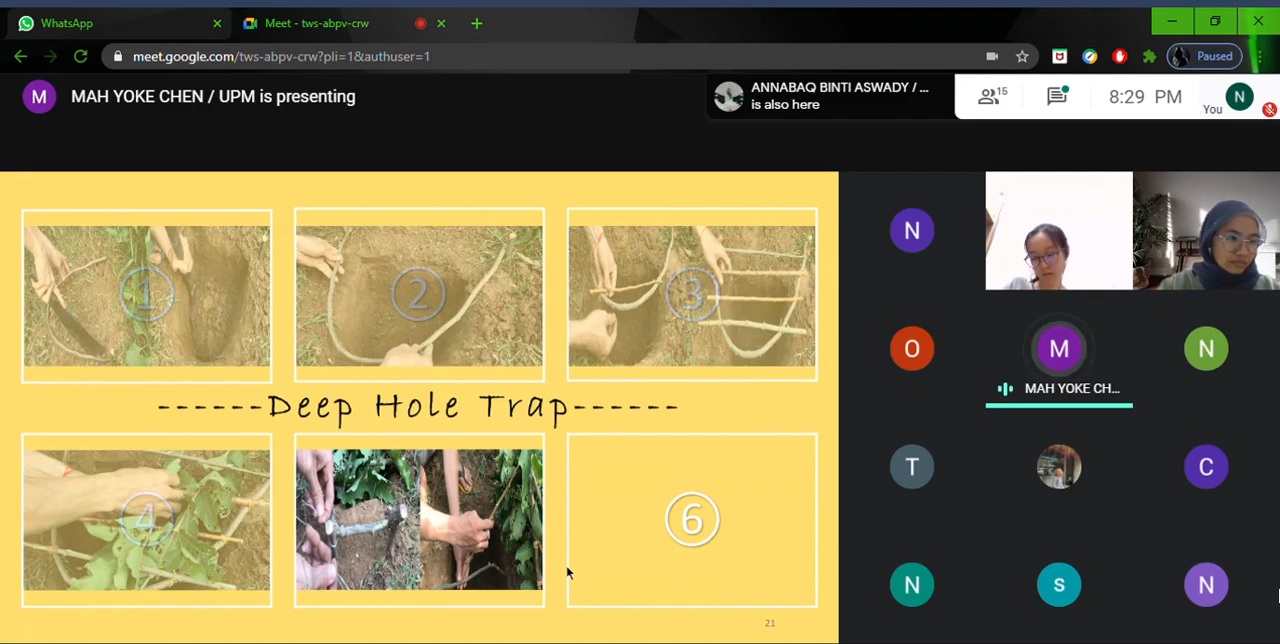 WhatsApp
Meet - tws-abpv-crw
meet.google.com/tws-abpv-crw?pli=1&authuser=1
Paused
M
MAH YOKE CHEN / UPM is presenting
ANNABAQ BINTI ASWADY / ...
is also here
15
8:29 PM
You
N
1
2
3
------Deep Hole Trap------
4
6
21
N
O
M
N
MAH YOKE CH...
T
C
N
s
N